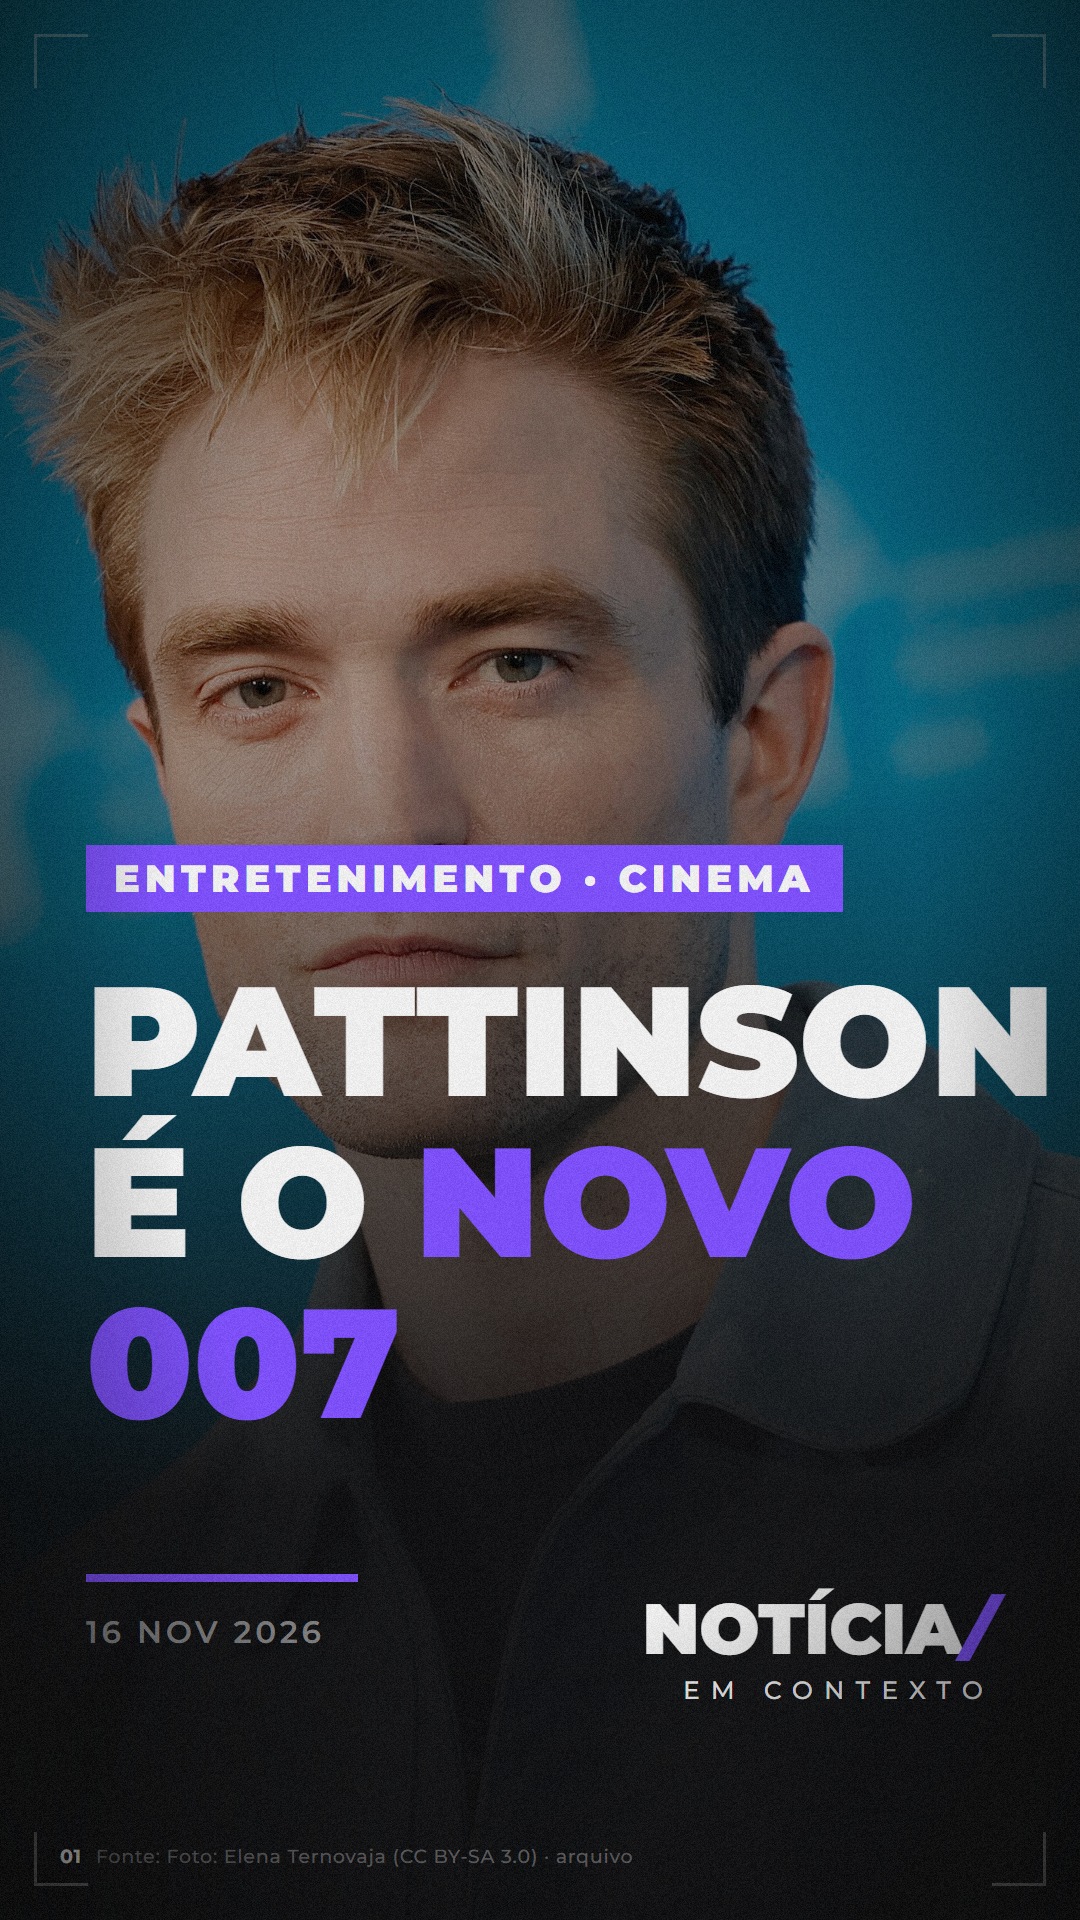 ENTRETENIMENTO • CINEMA
PATTINSON
É O NOVO
007
16 NOV 2026
NOTÍCIA/
EM CONTEXTO
01 Fonte: Foto: Elena Ternovaja (CC BY-SA 3.0) · arquivo